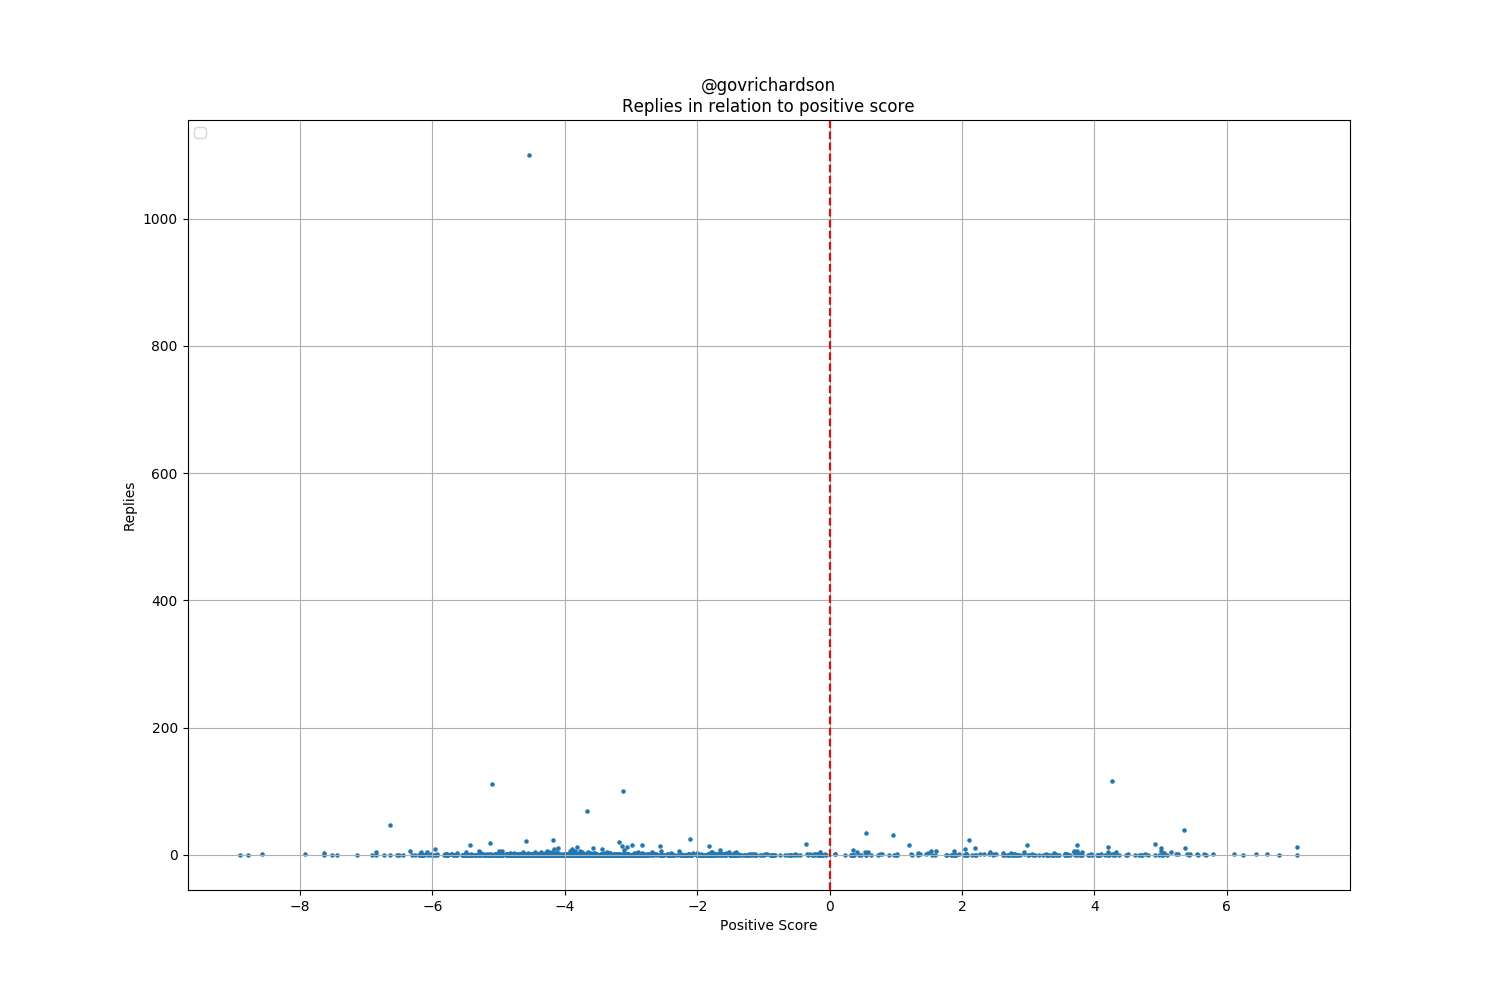 @govrichardson
Replies in relation to positive score
1000
800
600
400
200
0
Replies
−8 −6 −4 −2 0 2 4 6
Positive Score